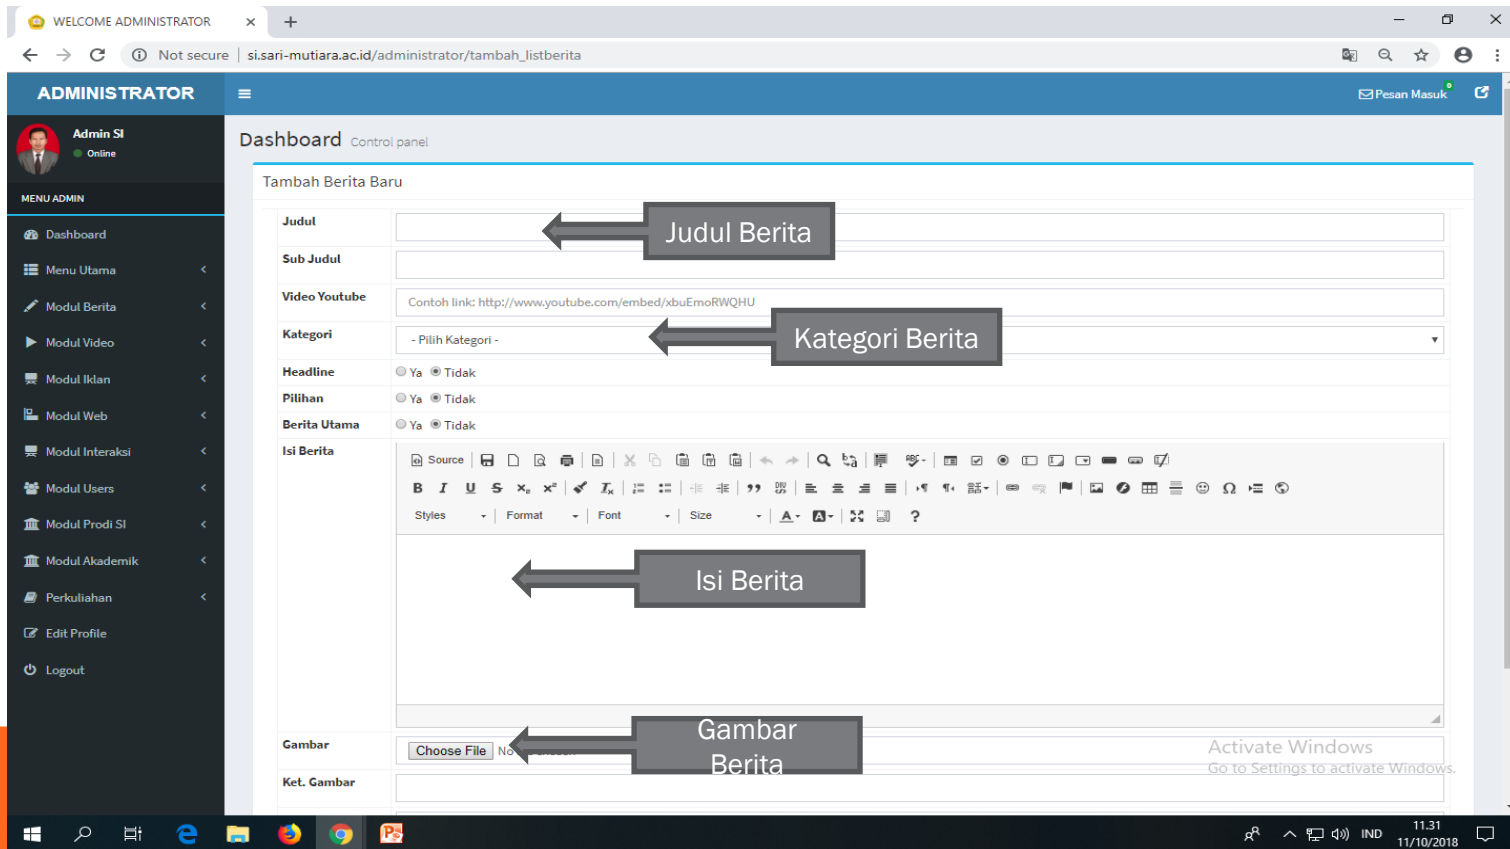 WELCOME ADMINISTRATOR
Not secure | si.sari-mutiara.ac.id/administrator/tambah_listberita
ADMINISTRATOR
Pesan Masuk 0
Admin SI
Online
Dashboard Control panel
MENU ADMIN
Dashboard
Menu Utama
Modul Berita
Modul Video
Modul Iklan
Modul Web
Modul Interaksi
Modul Users
Modul Prodi SI
Modul Akademik
Perkuliahan
Edit Profile
Logout
Tambah Berita Baru
Judul
Judul Berita
Sub Judul
Video Youtube
Contoh link: http://www.youtube.com/embed/xbuEmoRWQHU
Kategori
- Pilih Kategori -
Kategori Berita
Headline Ya Tidak
Pilihan Ya Tidak
Berita Utama Ya Tidak
Isi Berita
Source
Styles Format Font Size
Isi Berita
Gambar
Choose File No
Gambar
Berita
Ket. Gambar
Activate Windows
Go to Settings to activate Windows.
IND
11.31
11/10/2018